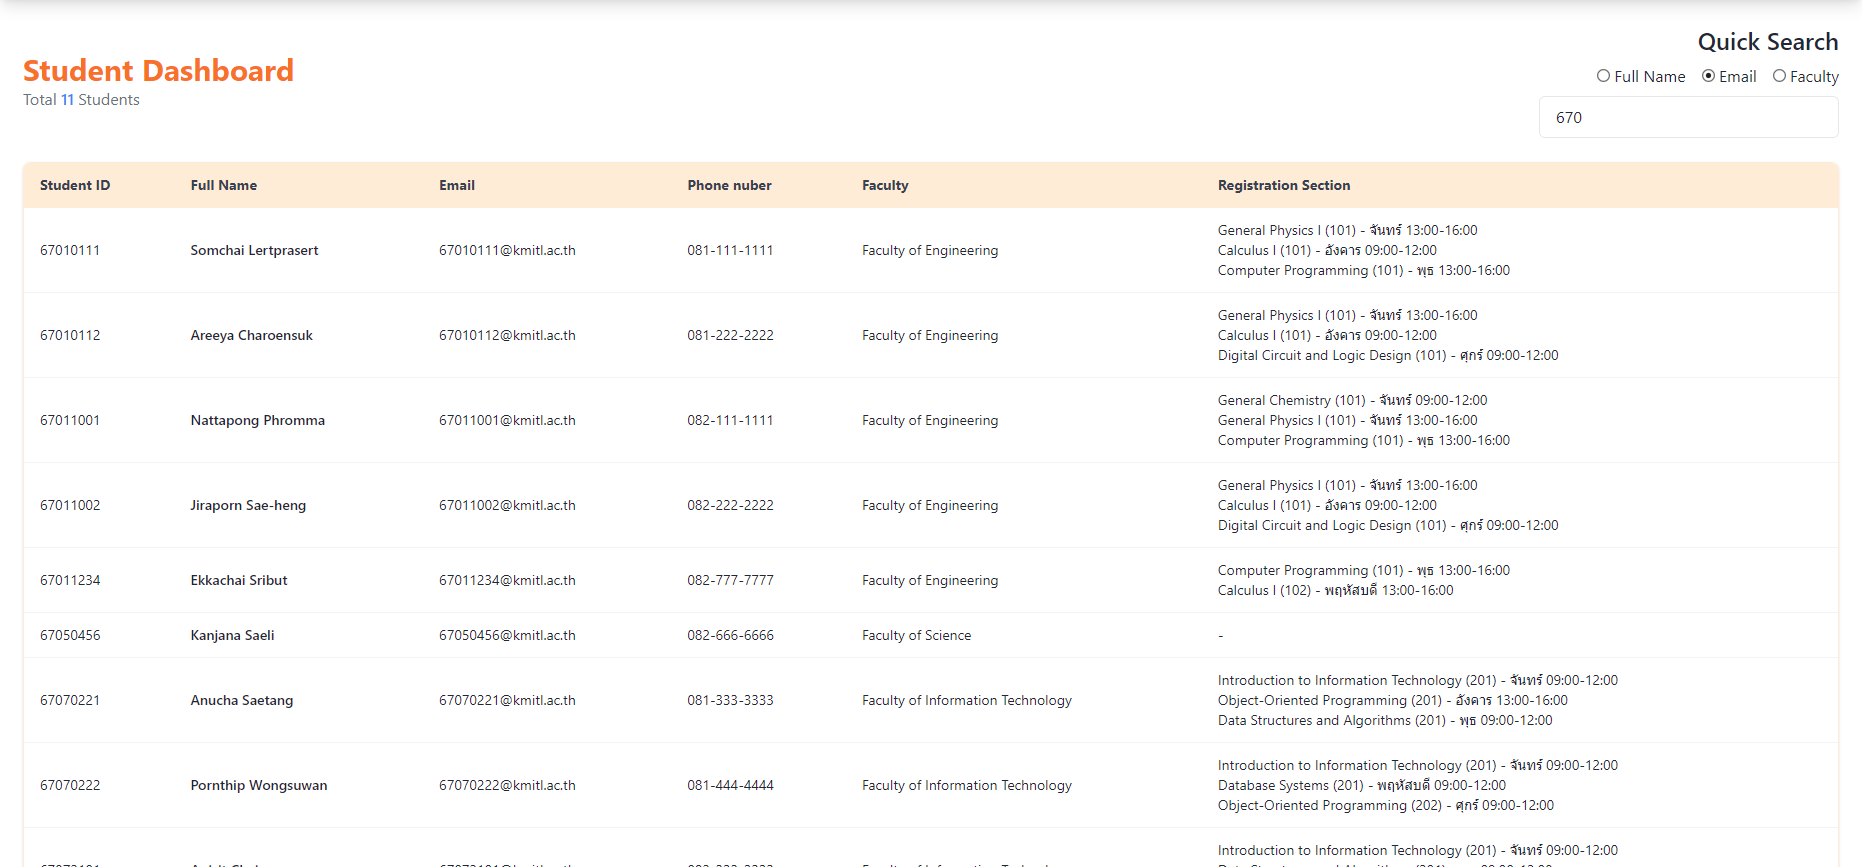 Quick Search
Student Dashboard
Full Name Email Faculty
Total 11 Students
670
Student ID Full Name Email Phone nuber Faculty Registration Section
General Physics I (101) - จันทร์ 13:00-16:00
67010111 Somchai Lertprasert 67010111@kmitl.ac.th 081-111-1111 Faculty of Engineering Calculus I (101) - อังคาร 09:00-12:00
Computer Programming (101) - พุธ 13:00-16:00
General Physics I (101) - จันทร์ 13:00-16:00
67010112 Areeya Charoensuk 67010112@kmitl.ac.th 081-222-2222 Faculty of Engineering Calculus I (101) - อังคาร 09:00-12:00
Digital Circuit and Logic Design (101) - ศุกร์ 09:00-12:00
General Chemistry (101) - จันทร์ 09:00-12:00
67011001 Nattapong Phromma 67011001@kmitl.ac.th 082-111-1111 Faculty of Engineering General Physics I (101) - จันทร์ 13:00-16:00
Computer Programming (101) - พุธ 13:00-16:00
General Physics I (101) - จันทร์ 13:00-16:00
67011002 Jiraporn Sae-heng 67011002@kmitl.ac.th 082-222-2222 Faculty of Engineering Calculus I (101) - อังคาร 09:00-12:00
Digital Circuit and Logic Design (101) - ศุกร์ 09:00-12:00
Computer Programming (101) - พุธ 13:00-16:00
67011234 Ekkachai Sribut 67011234@kmitl.ac.th 082-777-7777 Faculty of Engineering
Calculus I (102) - พฤหัสบดี 13:00-16:00
67050456 Kanjana Saeli 67050456@kmitl.ac.th 082-666-6666 Faculty of Science -
Introduction to Information Technology (201) - จันทร์ 09:00-12:00
67070221 Anucha Saetang 67070221@kmitl.ac.th 081-333-3333 Faculty of Information Technology Object-Oriented Programming (201) - อังคาร 13:00-16:00
Data Structures and Algorithms (201) - พุธ 09:00-12:00
Introduction to Information Technology (201) - จันทร์ 09:00-12:00
67070222 Pornthip Wongsuwan 67070222@kmitl.ac.th 081-444-4444 Faculty of Information Technology Database Systems (201) - พฤหัสบดี 09:00-12:00
Object-Oriented Programming (202) - ศุกร์ 09:00-12:00
Introduction to Information Technology (201) - จันทร์ 09:00-12:00